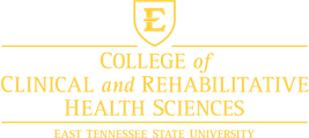 E
COLLEGE of
CLINICAL and REHABILITATIVE
HEALTH SCIENCES
EAST TENNESSEE STATE UNIVERSITY